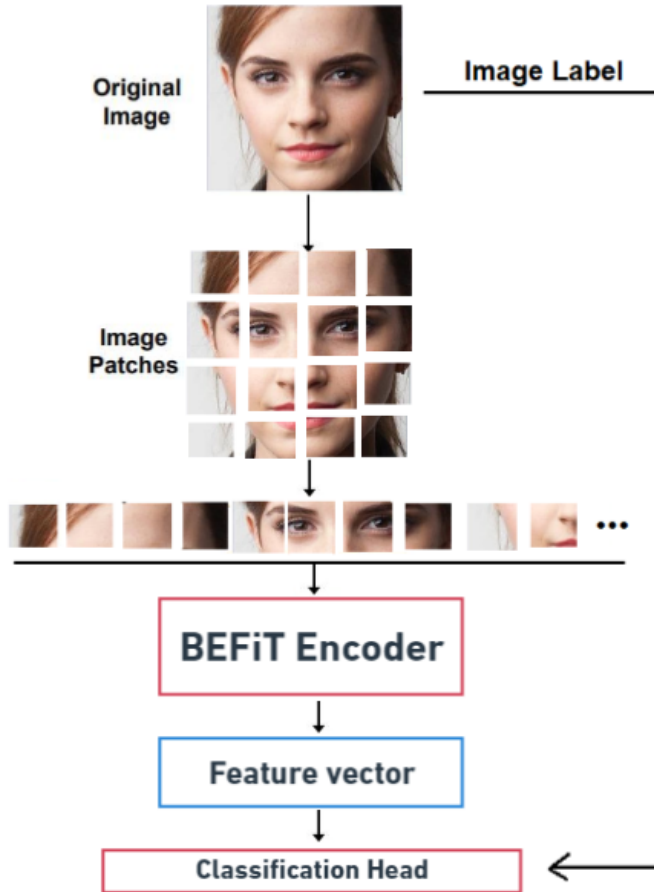 Original
Image
Image Label
Image
Patches
•••
BEFiT Encoder
Feature vector
Classification Head